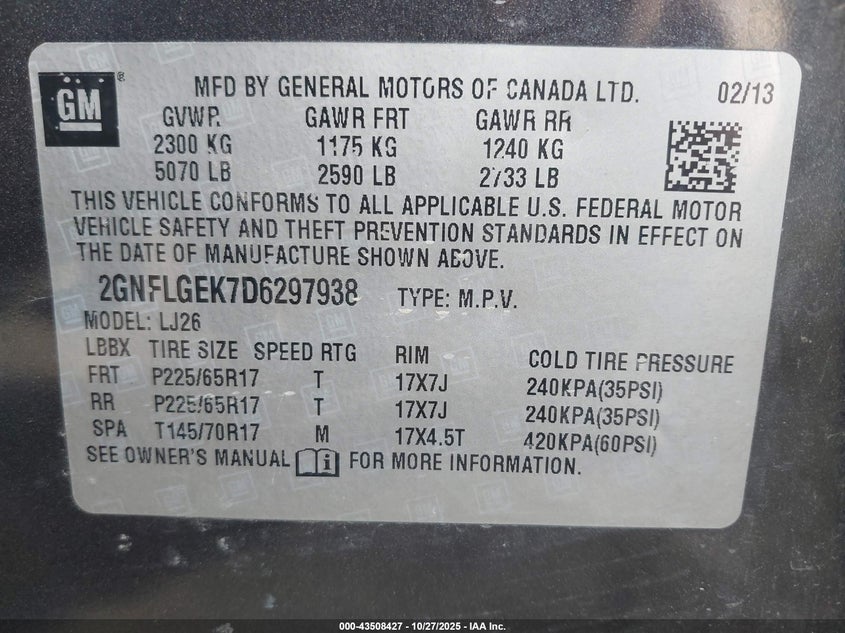 GM ® MFD BY GENERAL MOTORS OF CANADA LTD. 02/13
GVWR GAWR FRT GAWR RR
2300 KG 1175 KG 1240 KG
5070 LB 2590 LB 2733 LB
THIS VEHICLE CONFORMS TO ALL APPLICABLE U.S. FEDERAL MOTOR
VEHICLE SAFETY AND THEFT PREVENTION STANDARDS IN EFFECT ON
THE DATE OF MANUFACTURE SHOWN ABOVE.
2GNFLGEK7D6297938 TYPE: M.P.V.
MODEL: LJ26
LBBX TIRE SIZE SPEED RTG RIM COLD TIRE PRESSURE
FRT P225/65R17 T 17X7J 240KPA(35PSI)
RR P225/65R17 T 17X7J 240KPA(35PSI)
SPA T145/70R17 M 17X4.5T 420KPA(60PSI)
SEE OWNER'S MANUAL i FOR MORE INFORMATION.
000-43508427 - 10/27/2025 - IAA Inc.